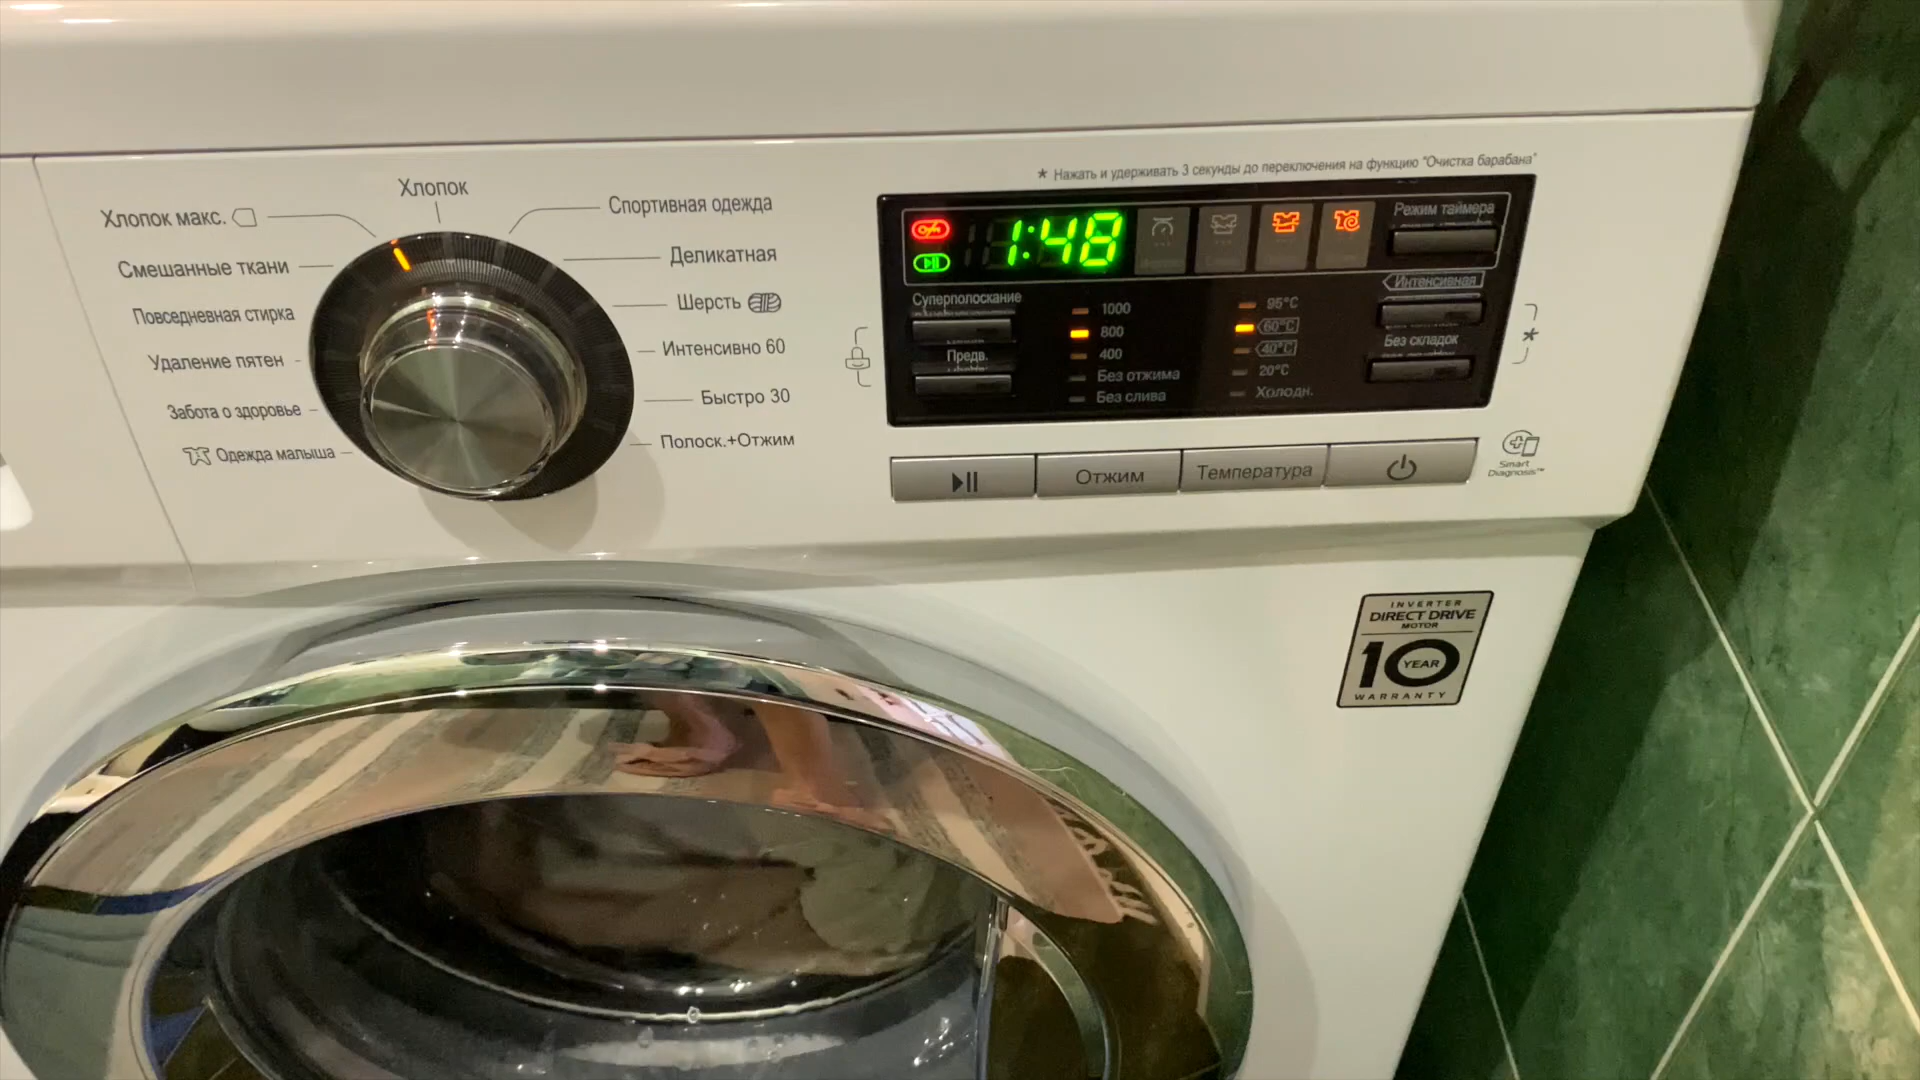 * Нажать и удерживать 3 секунды до переключения на функцию "Очистка барабана"
Хлопок
Хлопок макс.
Смешанные ткани
Повседневная стирка
Удаление пятен
Забота о здоровье
Одежда малыша
Спортивная одежда
Деликатная
Шерсть
Интенсивно 60
Быстро 30
Полоск.+Отжим
1:48
Режим таймера
Суперполоскание
Предв.
1000
800
400
Без отжима
Без слива
95°C
60°C
40°C
20°C
Холодн.
Интенсивная
Без складок
*
Отжим
Температура
Smart
Diagnosis™
INVERTER
DIRECT DRIVE
MOTOR
10 YEAR
WARRANTY